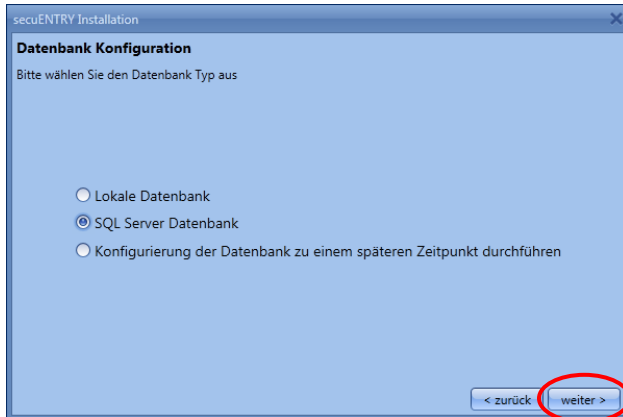 secuENTRY Installation
Datenbank Konfiguration
Bitte wählen Sie den Datenbank Typ aus
Lokale Datenbank
SQL Server Datenbank
Konfigurierung der Datenbank zu einem späteren Zeitpunkt durchführen
< zurück weiter >